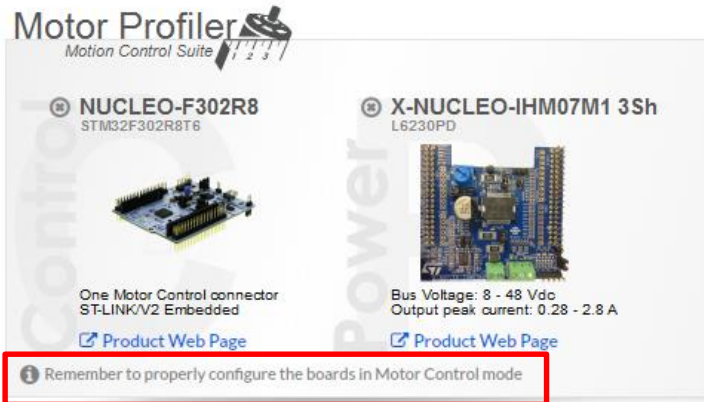 Motor Profiler
Motion Control Suite
1 2 3
Control
NUCLEO-F302R8
STM32F302R8T6
One Motor Control connector
ST-LINK/V2 Embedded
Product Web Page
Power
X-NUCLEO-IHM07M1 3Sh
L6230PD
Bus Voltage: 8 - 48 Vdc
Output peak current: 0.28 - 2.8 A
Product Web Page
Remember to properly configure the boards in Motor Control mode